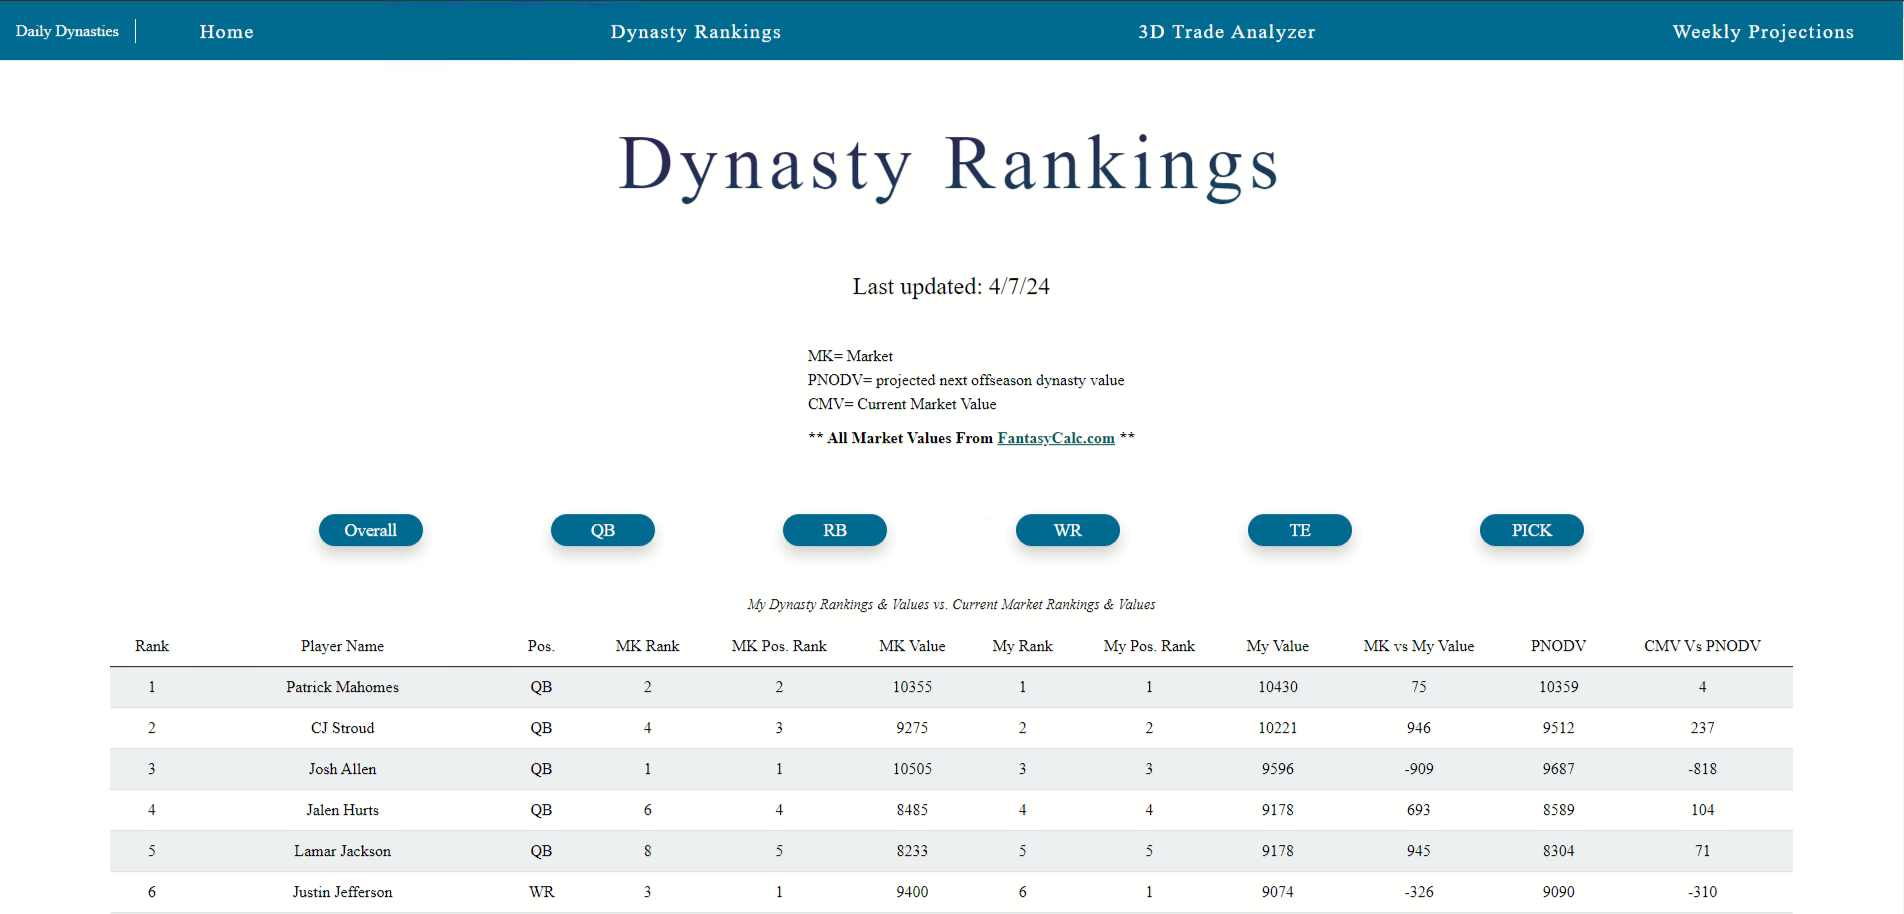 Daily Dynasties Home Dynasty Rankings 3D Trade Analyzer Weekly Projections
Dynasty Rankings
Last updated: 4/7/24
MK= Market
PNODV= projected next offseason dynasty value
CMV= Current Market Value
** All Market Values From FantasyCalc.com **
Overall QB RB WR TE PICK
My Dynasty Rankings & Values vs. Current Market Rankings & Values
Rank Player Name Pos. MK Rank MK Pos. Rank MK Value My Rank My Pos. Rank My Value MK vs My Value PNODV CMV Vs PNODV
1 Patrick Mahomes QB 2 2 10355 1 1 10430 75 10359 4
2 CJ Stroud QB 4 3 9275 2 2 10221 946 9512 237
3 Josh Allen QB 1 1 10505 3 3 9596 -909 9687 -818
4 Jalen Hurts QB 6 4 8485 4 4 9178 693 8589 104
5 Lamar Jackson QB 8 5 8233 5 5 9178 945 8304 71
6 Justin Jefferson WR 3 1 9400 6 1 9074 -326 9090 -310